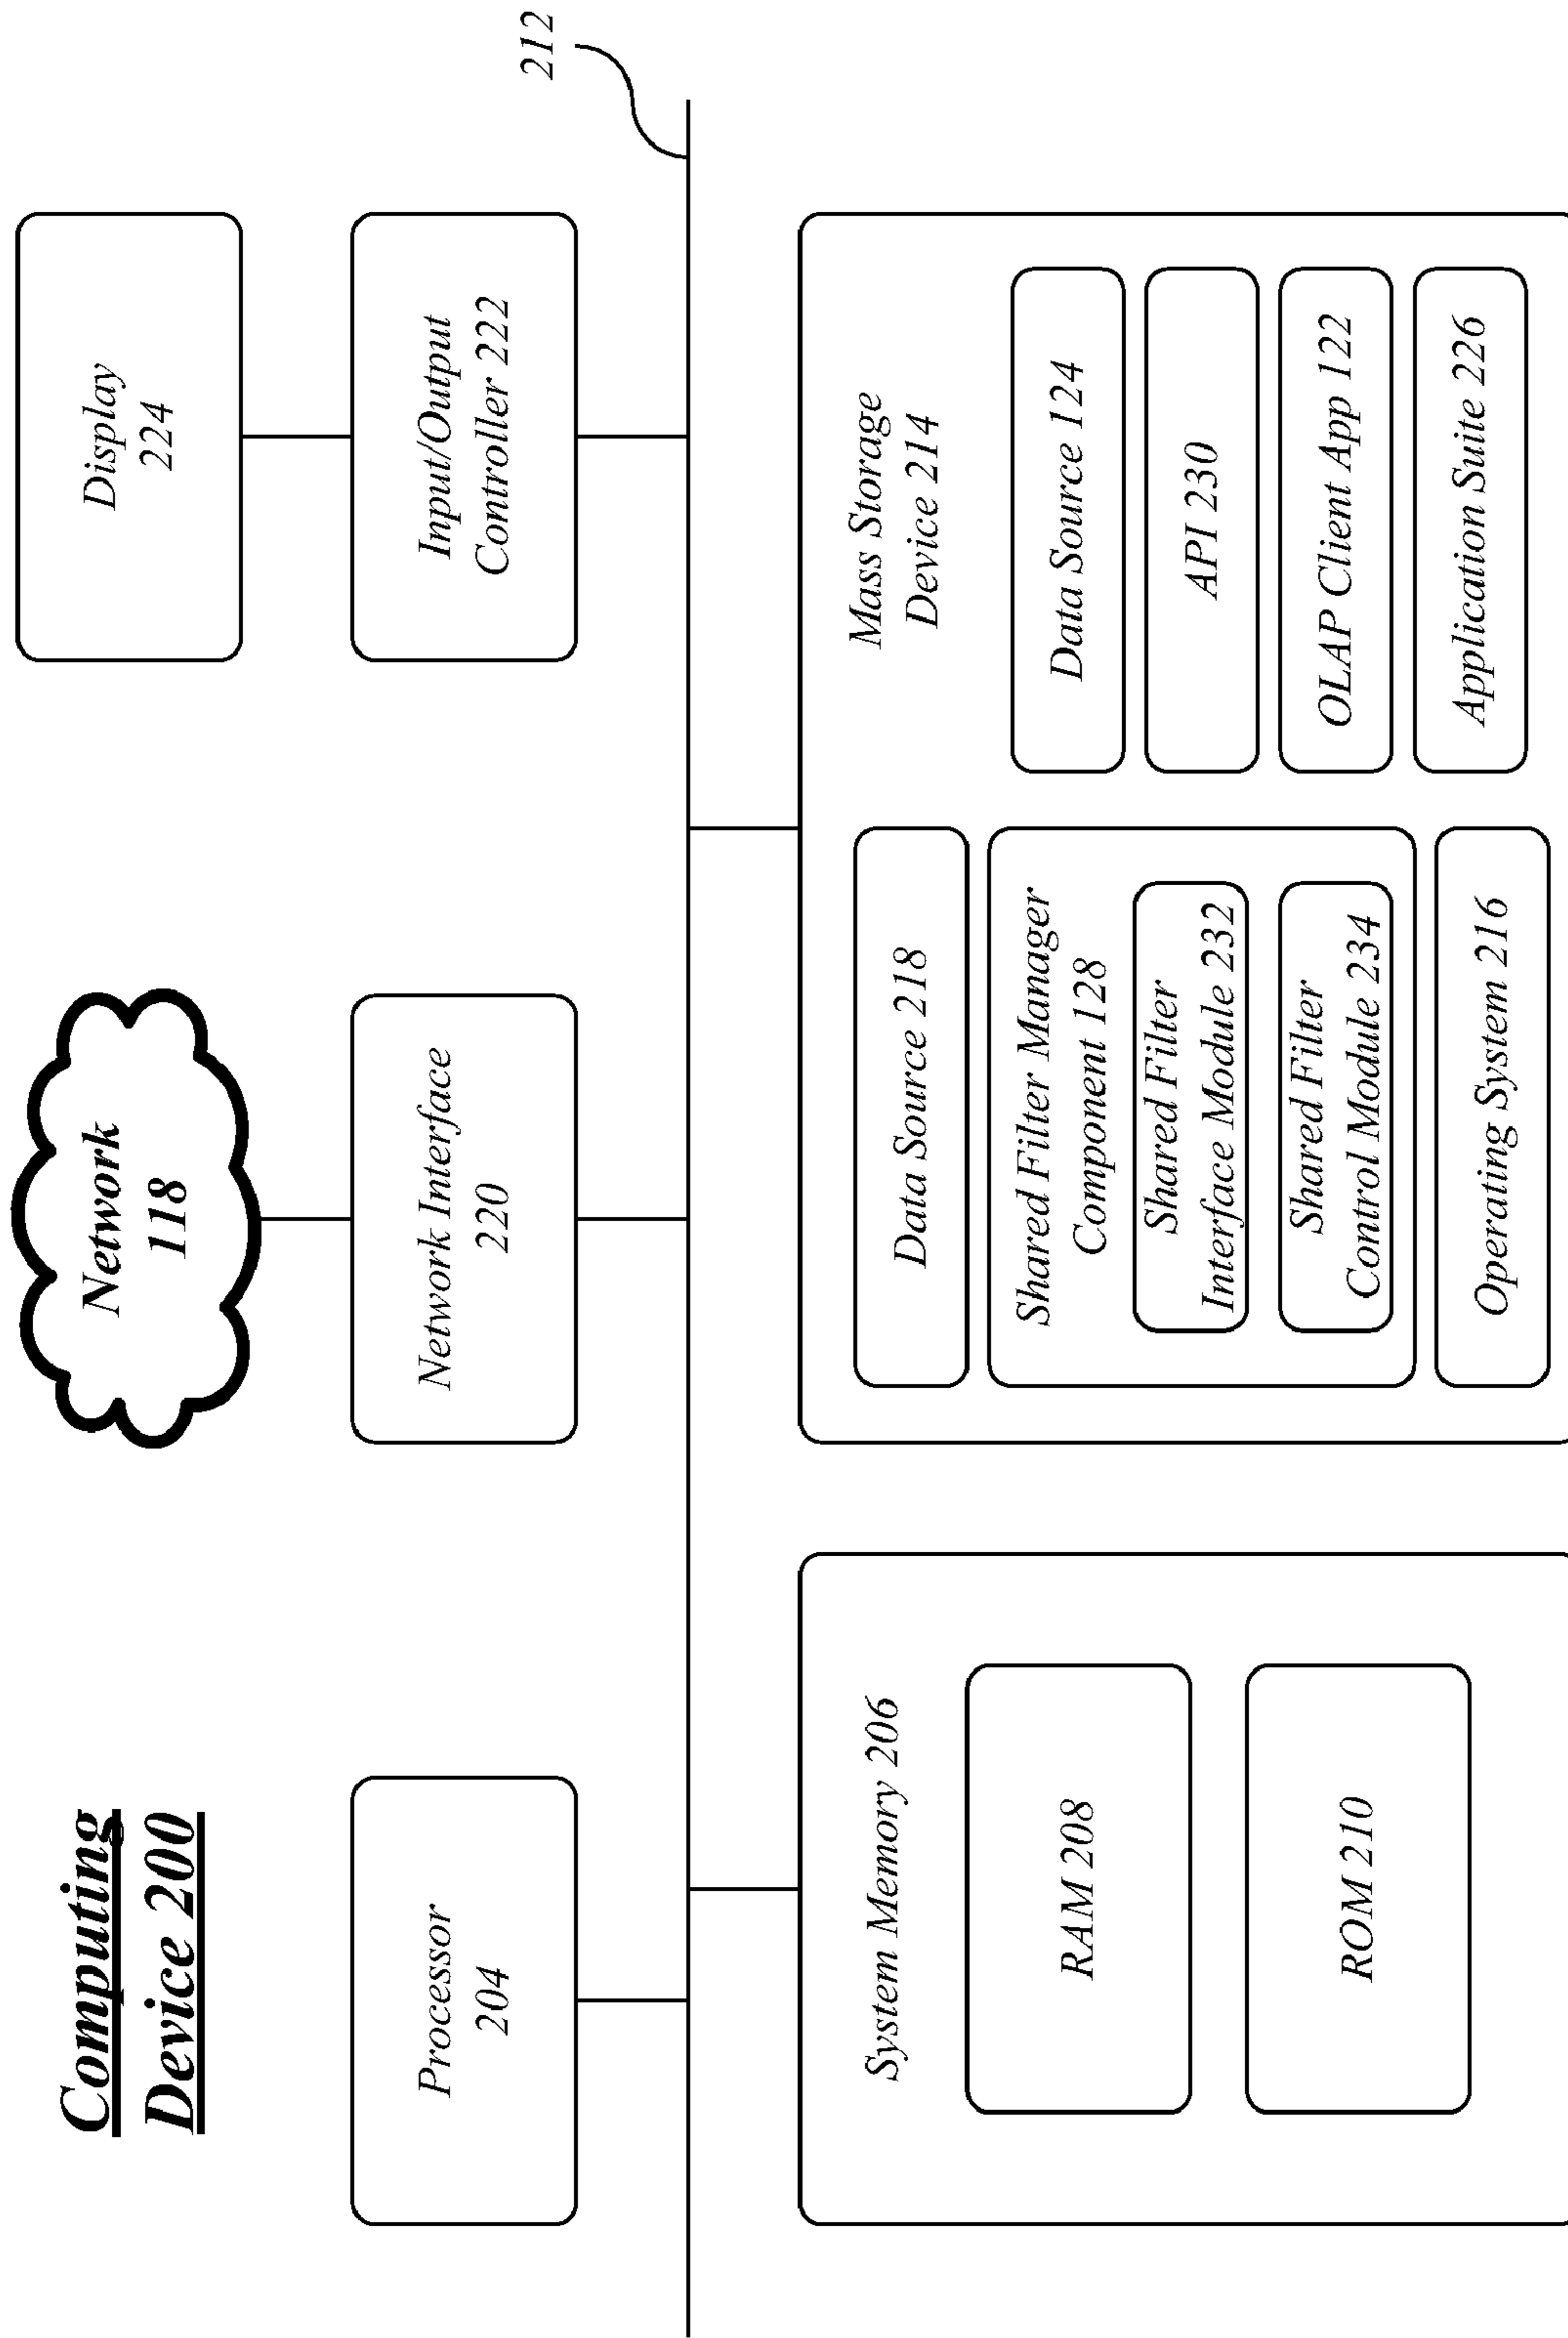 Computing
Device 200
Network
118
Display
224
Processor
204
Network Interface
220
Input/Output
Controller 222
212
System Memory 206
RAM 208
ROM 210
Mass Storage
Device 214
Data Source 218
Shared Filter Manager
Component 128
Shared Filter
Interface Module 232
Shared Filter
Control Module 234
Operating System 216
Data Source 124
API 230
OLAP Client App 122
Application Suite 226